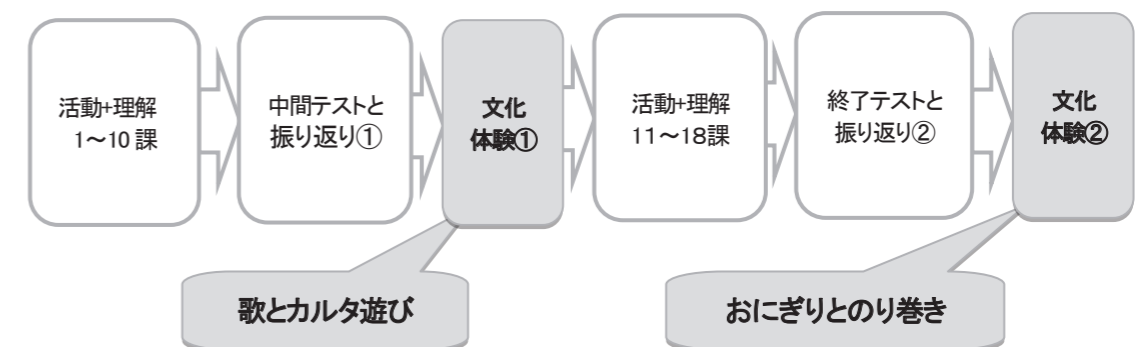 活動+理解
1～10 課
中間テストと
振り返り①
文化
体験①
活動+理解
11～18課
終了テストと
振り返り②
文化
体験②
歌とカルタ遊び
おにぎりとのり巻き